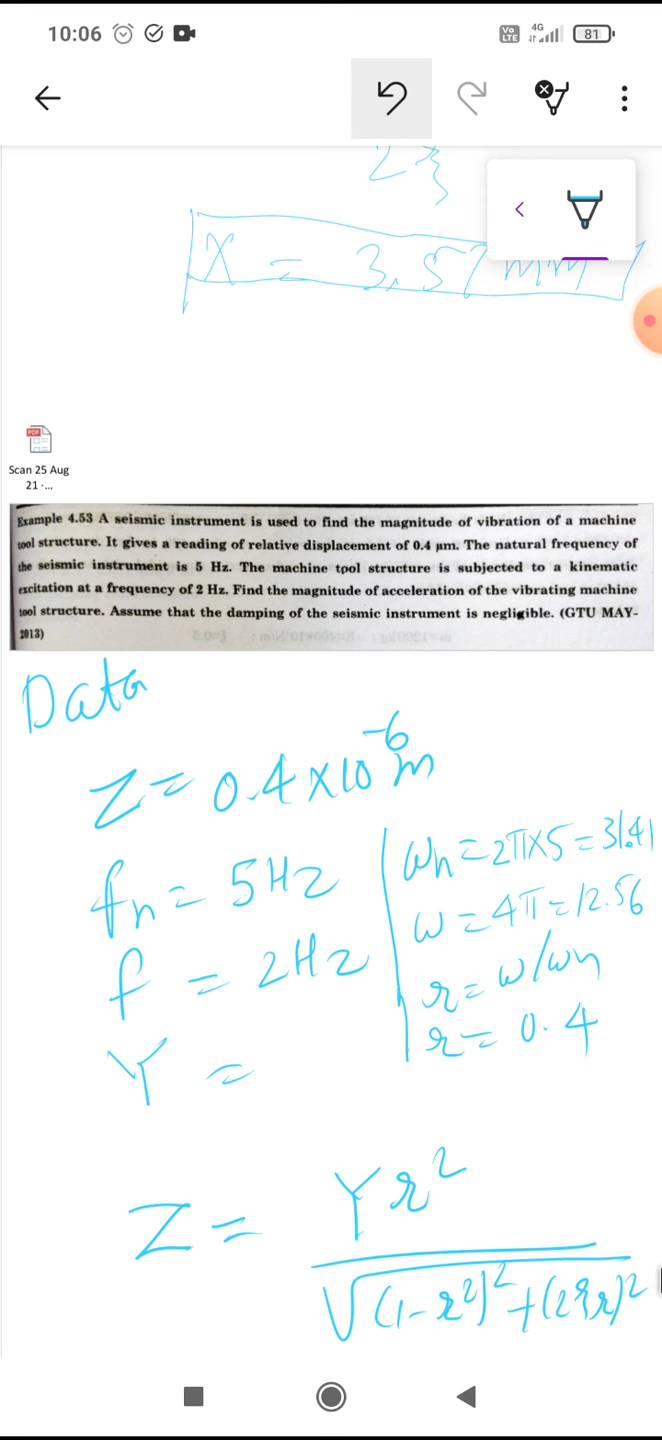 10:06 Vo LTE 4G 81
X = 3.57 mm
PDF
Scan 25 Aug
21 -...
Example 4.53 A seismic instrument is used to find the magnitude of vibration of a machine
tool structure. It gives a reading of relative displacement of 0.4 μm. The natural frequency of
the seismic instrument is 5 Hz. The machine tool structure is subjected to a kinematic
excitation at a frequency of 2 Hz. Find the magnitude of acceleration of the vibrating machine
tool structure. Assume that the damping of the seismic instrument is negligible. (GTU MAY-
2013)
Data
Z = 0.4 × 10⁻⁶ m
fn = 5 Hz
f = 2 Hz
Y =
ωn = 2π×5 = 31.41
ω = 4π = 12.56
r = ω/ωn
r = 0.4
Z = Yr²
√(1-r²)²+(2ξr)²